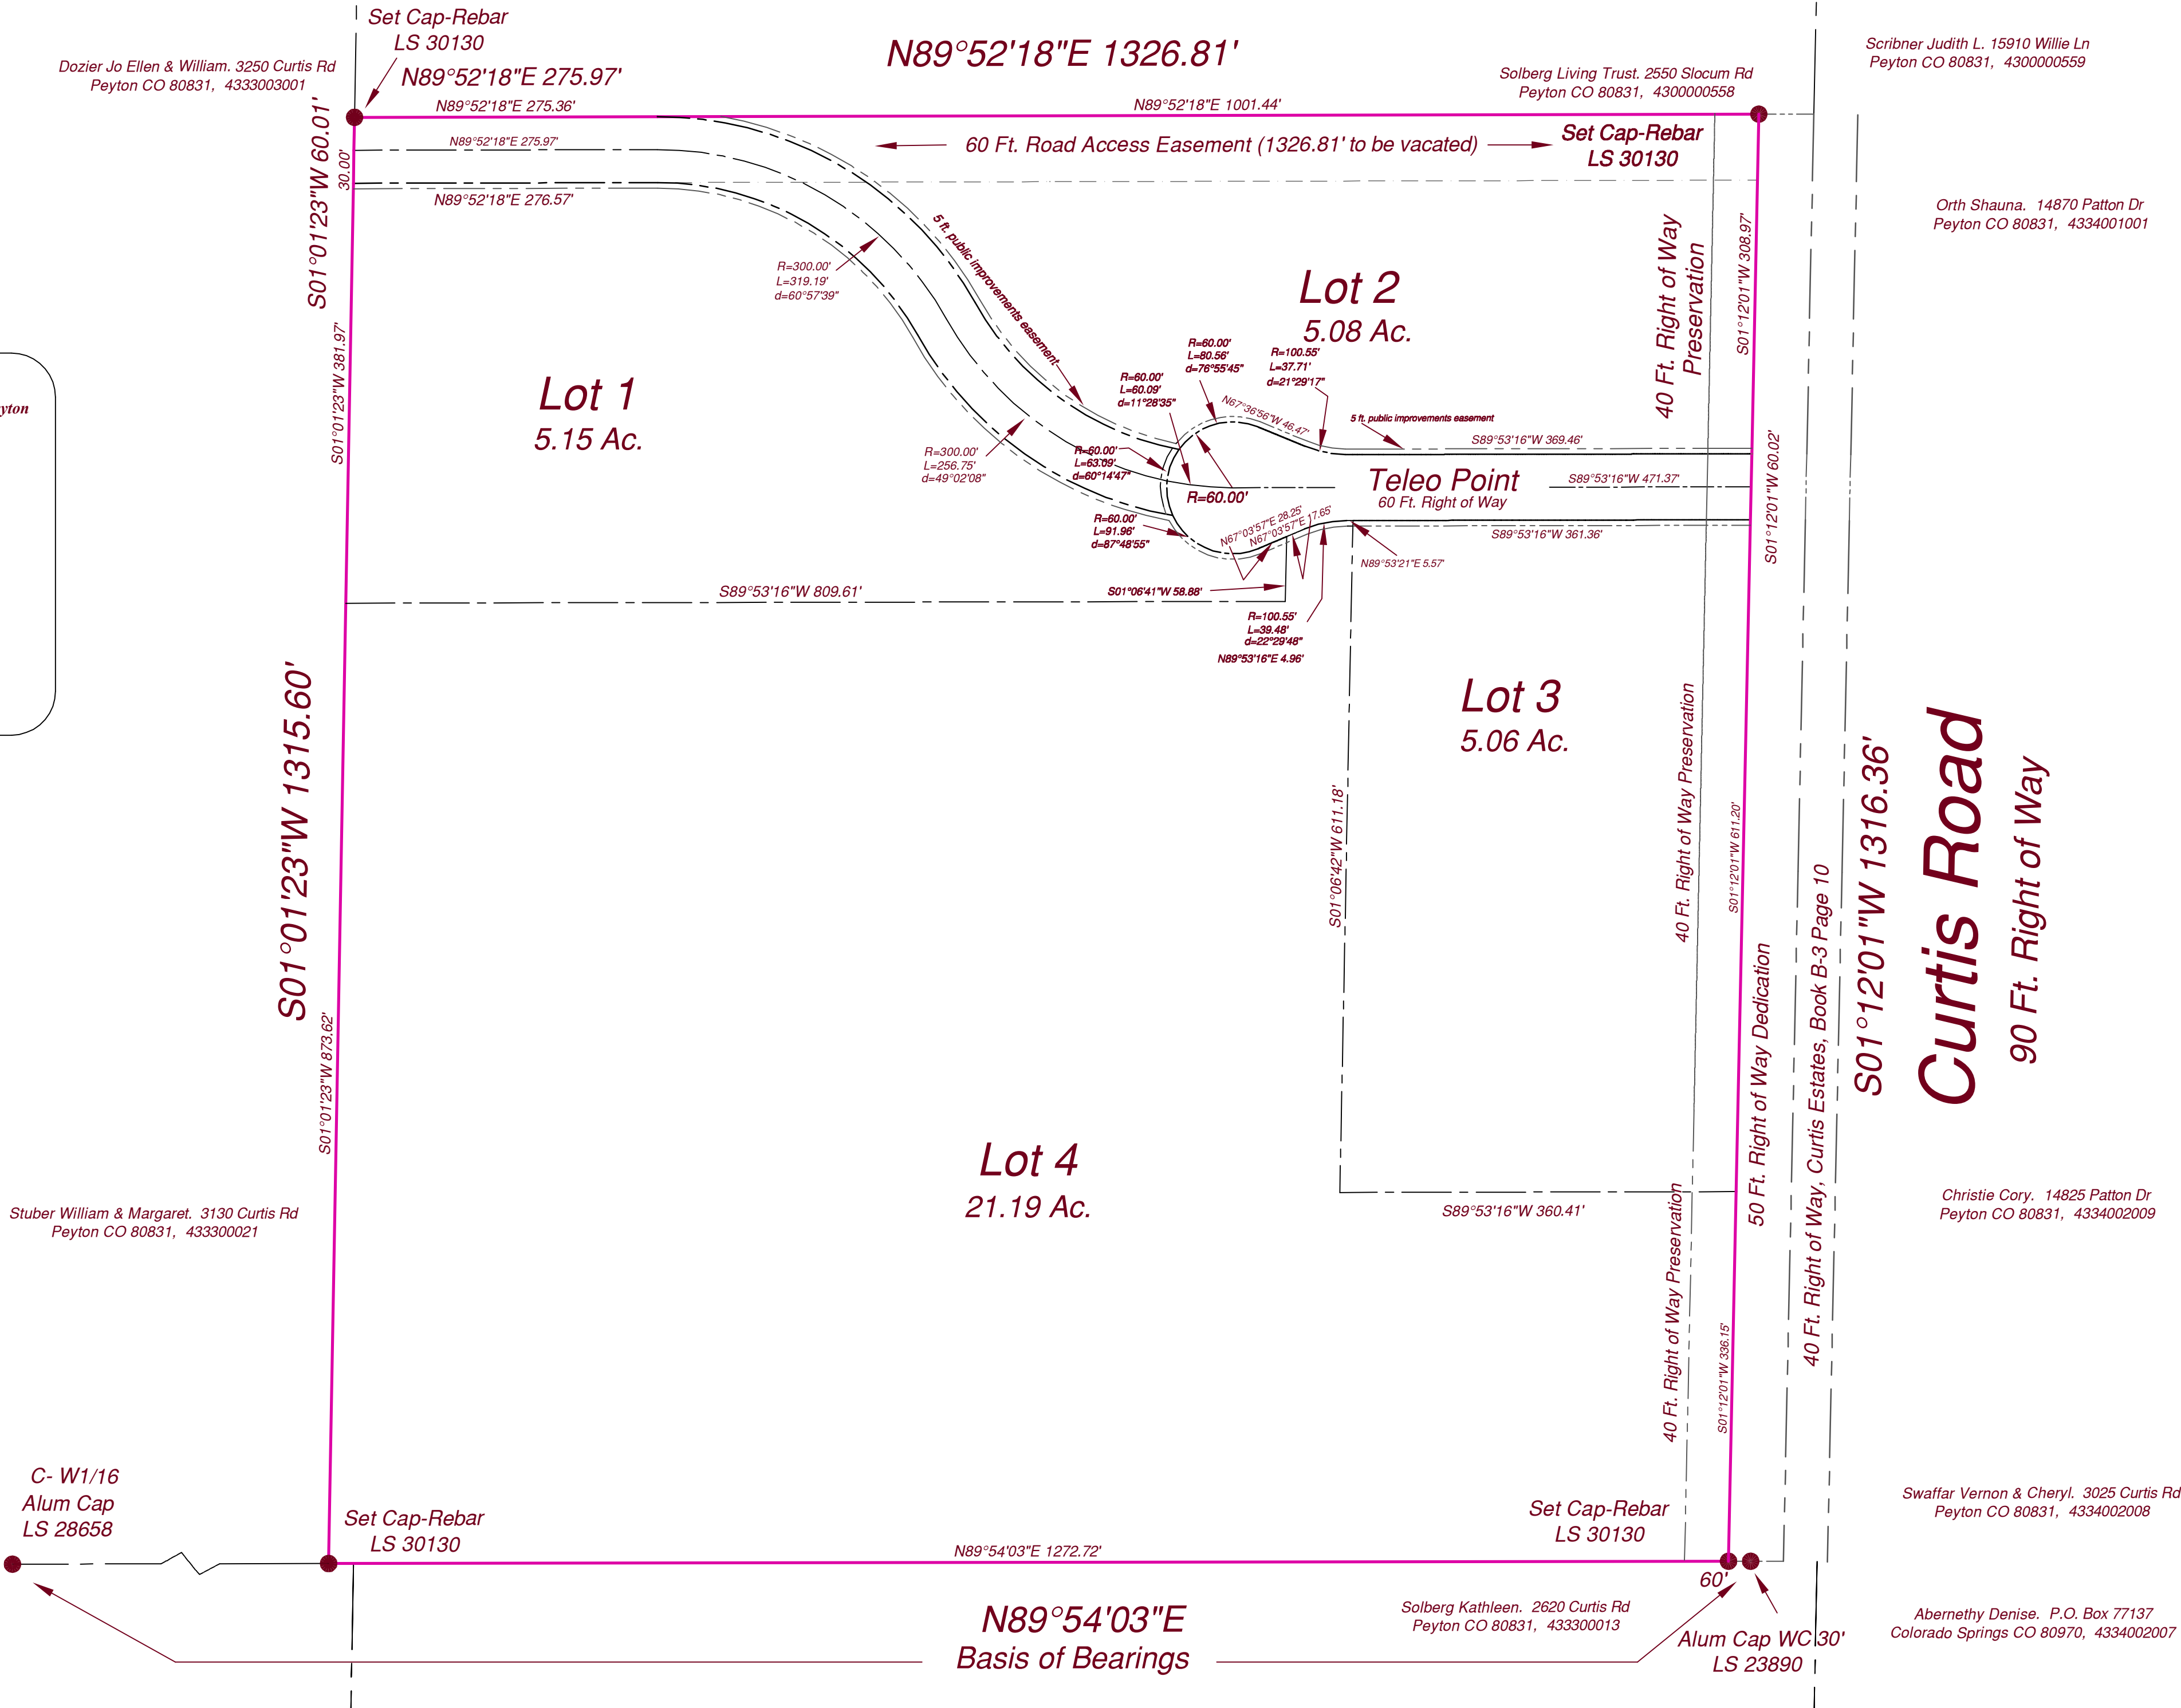 Set Cap-Rebar
LS 30130
Dozier Jo Ellen & William. 3250 Curtis Rd
Peyton CO 80831, 4333003001
N89°52'18"E 1326.81'
N89°52'18"E 275.97'
N89°52'18"E 275.36'
N89°52'18"E 1001.44'
Solberg Living Trust. 2550 Slocum Rd
Peyton CO 80831, 4300000558
Scribner Judith L. 15910 Willie Ln
Peyton CO 80831, 4300000559
S01°01'23"W 60.01'
30.00'
N89°52'18"E 275.97'
60 Ft. Road Access Easement (1326.81' to be vacated)
Set Cap-Rebar
LS 30130
N89°52'18"E 276.57'
Orth Shauna. 14870 Patton Dr
Peyton CO 80831, 4334001001
5 ft. public improvements easement
R=300.00'
L=319.19'
d=60°57'39"
Lot 2
5.08 Ac.
40 Ft. Right of Way
Preservation
S01°12'01"W 308.97'
S01°01'23"W 381.97'
yton
Lot 1
5.15 Ac.
R=60.00'
L=80.56'
d=76°55'45"
R=100.55'
L=37.71'
d=21°29'17"
R=60.00'
L=60.09'
d=11°28'35"
N67°36'56"W 46.47'
5 ft. public improvements easement
S89°53'16"W 369.46'
R=300.00'
L=256.75'
d=49°02'08"
R=60.00'
L=63.09'
d=60°14'47"
R=60.00'
Teleo Point
60 Ft. Right of Way
S89°53'16"W 471.37'
S01°12'01"W 60.02'
R=60.00'
L=91.96'
d=87°48'55"
N67°03'57"E 28.25'
N67°03'57"E 17.65'
S89°53'16"W 361.36'
N89°53'21"E 5.57'
S89°53'16"W 809.61'
S01°06'41"W 58.88'
R=100.55'
L=39.48'
d=22°29'48"
N89°53'16"E 4.96'
S01°01'23"W 1315.60'
Lot 3
5.06 Ac.
S01°06'42"W 611.18'
40 Ft. Right of Way Preservation
S01°12'01"W 611.20'
50 Ft. Right of Way Dedication
40 Ft. Right of Way, Curtis Estates, Book B-3 Page 10
S01°12'01"W 1316.36'
Curtis Road
90 Ft. Right of Way
S01°01'23"W 873.62'
Lot 4
21.19 Ac.
S89°53'16"W 360.41'
Stuber William & Margaret. 3130 Curtis Rd
Peyton CO 80831, 433300021
Christie Cory. 14825 Patton Dr
Peyton CO 80831, 4334002009
40 Ft. Right of Way Preservation
S01°12'01"W 336.15'
C- W1/16
Alum Cap
LS 28658
Set Cap-Rebar
LS 30130
N89°54'03"E 1272.72'
Set Cap-Rebar
LS 30130
Swaffar Vernon & Cheryl. 3025 Curtis Rd
Peyton CO 80831, 4334002008
60'
N89°54'03"E
Basis of Bearings
Solberg Kathleen. 2620 Curtis Rd
Peyton CO 80831, 433300013
Alum Cap WC 30'
LS 23890
Abernethy Denise. P.O. Box 77137
Colorado Springs CO 80970, 4334002007